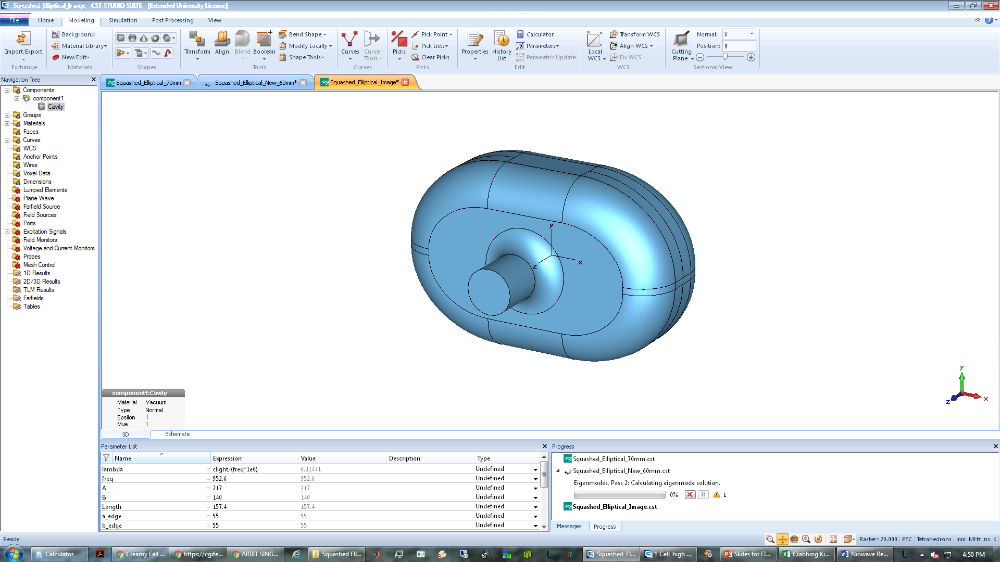 Squashed_Elliptical_Image - CST STUDIO SUITE - [Extended University License]
File Home Modeling Simulation Post Processing View
Import/Export
Exchange
Background
Material Library
New/Edit
Materials
Shapes
Transform Align Blend Boolean
Bend Shape
Modify Locally
Shape Tools
Tools
Curves Curve Tools
Curves
Picks
Pick Point
Pick Lists
Clear Picks
Picks
Properties History List
Calculator
Parameters
Parametric Update
Edit
Local WCS
Transform WCS
Align WCS
Fix WCS
WCS
Cutting Plane
Normal: X
Position: 0
Sectional View
Navigation Tree
Squashed_Elliptical_70mm Squashed_Elliptical_New_60mm* Squashed_Elliptical_Image*
Components
component1
Cavity
Groups
Materials
Faces
Curves
WCS
Anchor Points
Wires
Voxel Data
Dimensions
Lumped Elements
Plane Wave
Farfield Source
Field Sources
Ports
Excitation Signals
Field Monitors
Voltage and Current Monitors
Probes
Mesh Control
1D Results
2D/3D Results
TLM Results
Farfields
Tables
y
x
z
y
x
z
component1:Cavity
Material Vacuum
Type Normal
Epsilon 1
Mue 1
3D Schematic
Parameter List
Name Expression Value Description Type
lambda = clight/(freq*1e6) 0.31471 Undefined
freq = 952.6 952.6 Undefined
A = 217 217 Undefined
B = 140 140 Undefined
Length = 157.4 157.4 Undefined
a_edge = 55 55 Undefined
b_edge = 55 55 Undefined
Progress
Squashed_Elliptical_70mm.cst
Squashed_Elliptical_New_60mm.cst
Eigenmodes, Pass 2: Calculating eigenmode solution.
0% 1
Squashed_Elliptical_Image.cst
Messages Progress
Ready
Raster=20.000 PEC Tetrahedrons mm MHz ns K
Calculator Creamy Fall ... https://cgife... ARIJIT SING... Squashed Ell... Squashed_El... 1 Cell_high ... Slides for El... Crabbing Ki... Niowave Re... 4:50 PM